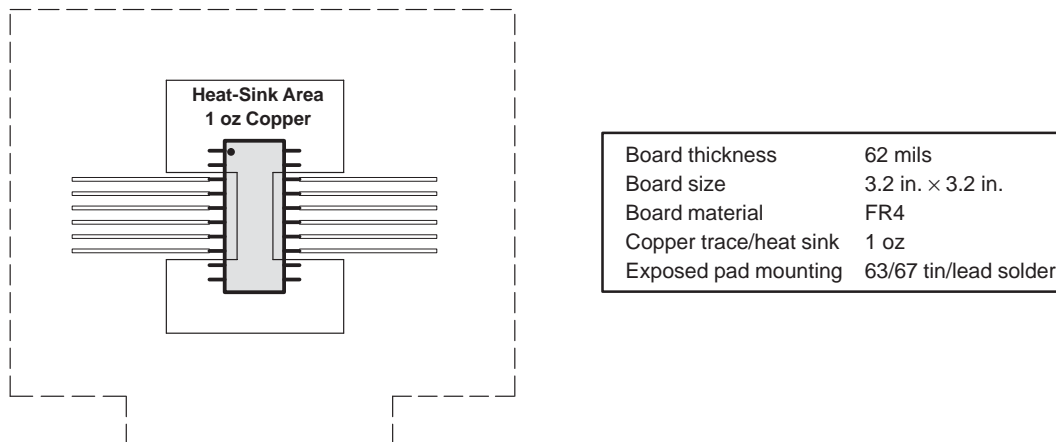 Heat-Sink Area
1 oz Copper
Board thickness 62 mils
Board size 3.2 in. × 3.2 in.
Board material FR4
Copper trace/heat sink 1 oz
Exposed pad mounting 63/67 tin/lead solder